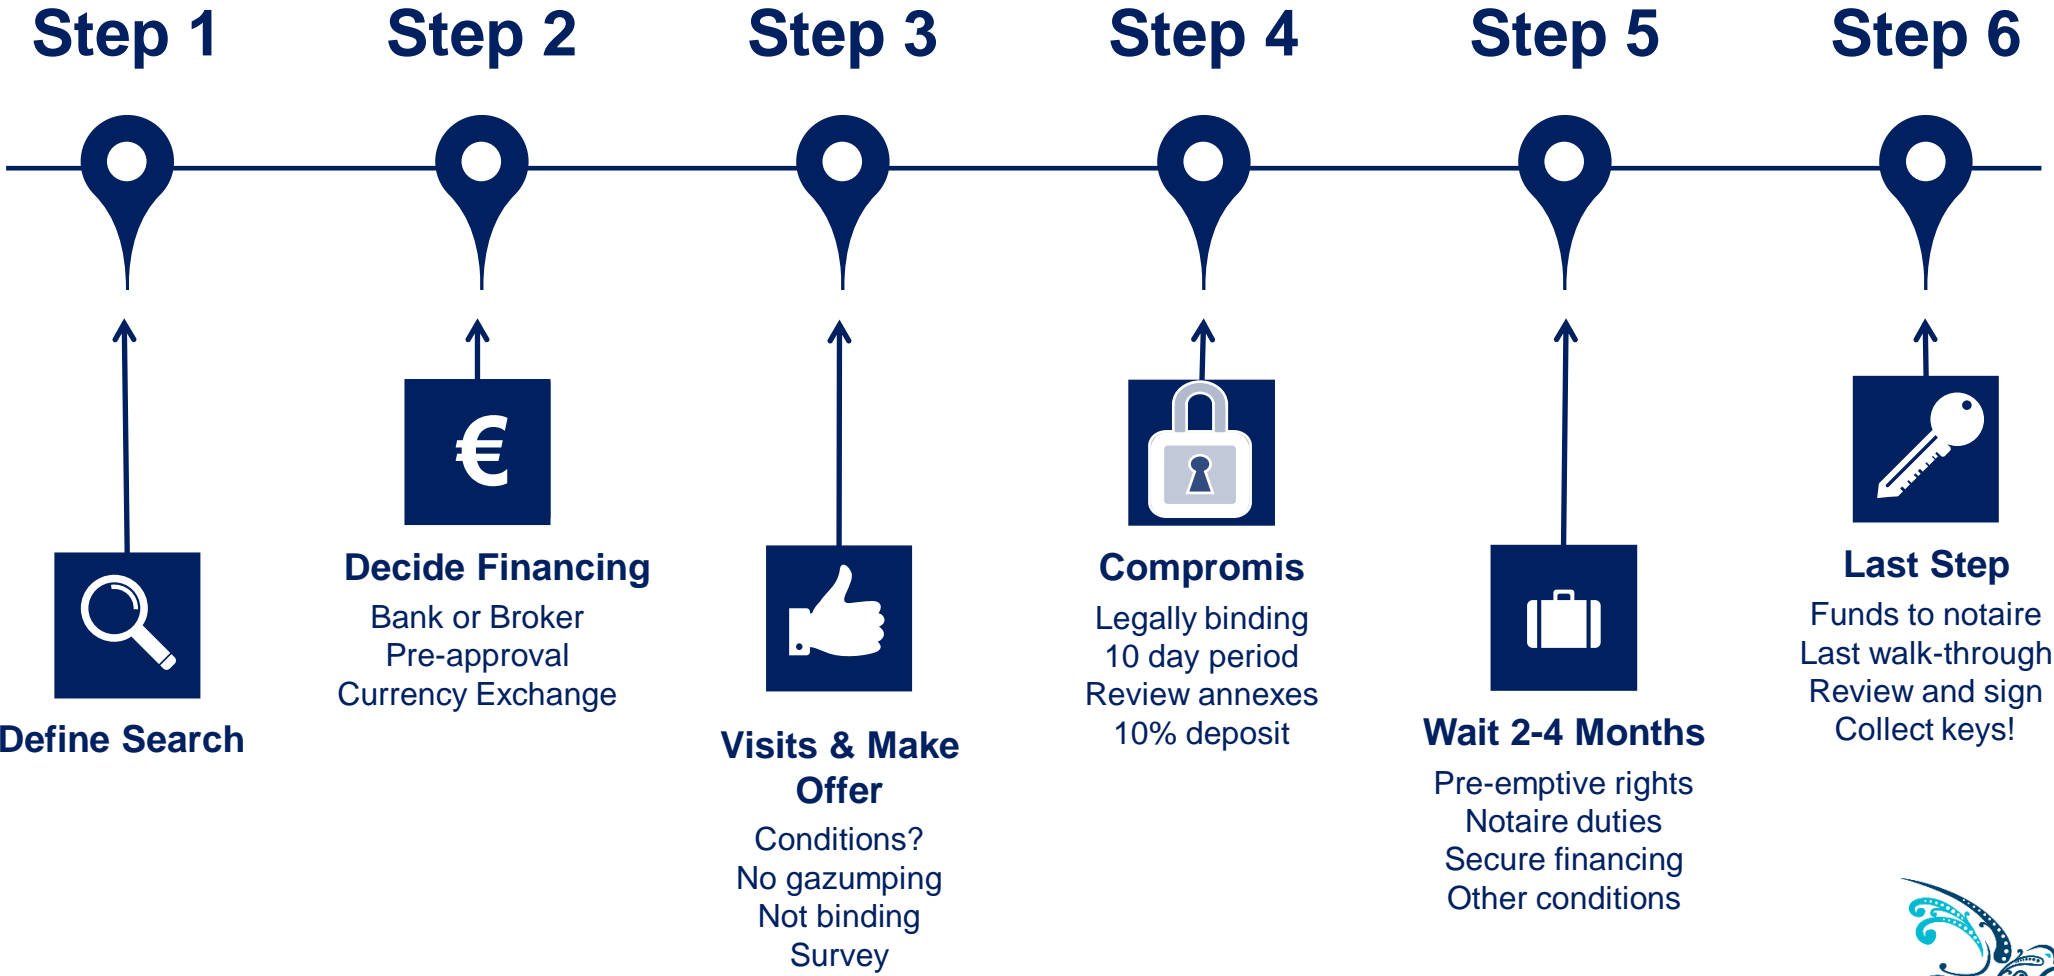 Step 1
Step 2
Step 3
Step 4
Step 5
Step 6
€
Define Search
Decide Financing
Bank or Broker
Pre-approval
Currency Exchange
Visits & Make
Offer
Conditions?
No gazumping
Not binding
Survey
Compromis
Legally binding
10 day period
Review annexes
10% deposit
Wait 2-4 Months
Pre-emptive rights
Notaire duties
Secure financing
Other conditions
Last Step
Funds to notaire
Last walk-through
Review and sign
Collect keys!